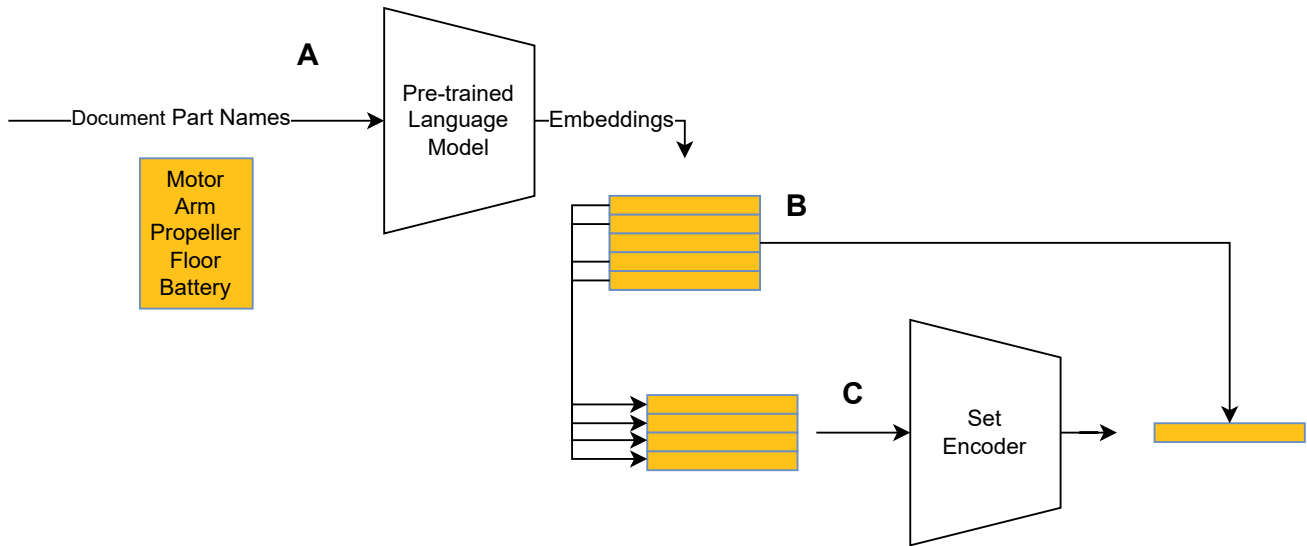 A
Document Part Names
Pre-trained
Language
Model
Embeddings
Motor
Arm
Propeller
Floor
Battery
B
C
Set
Encoder